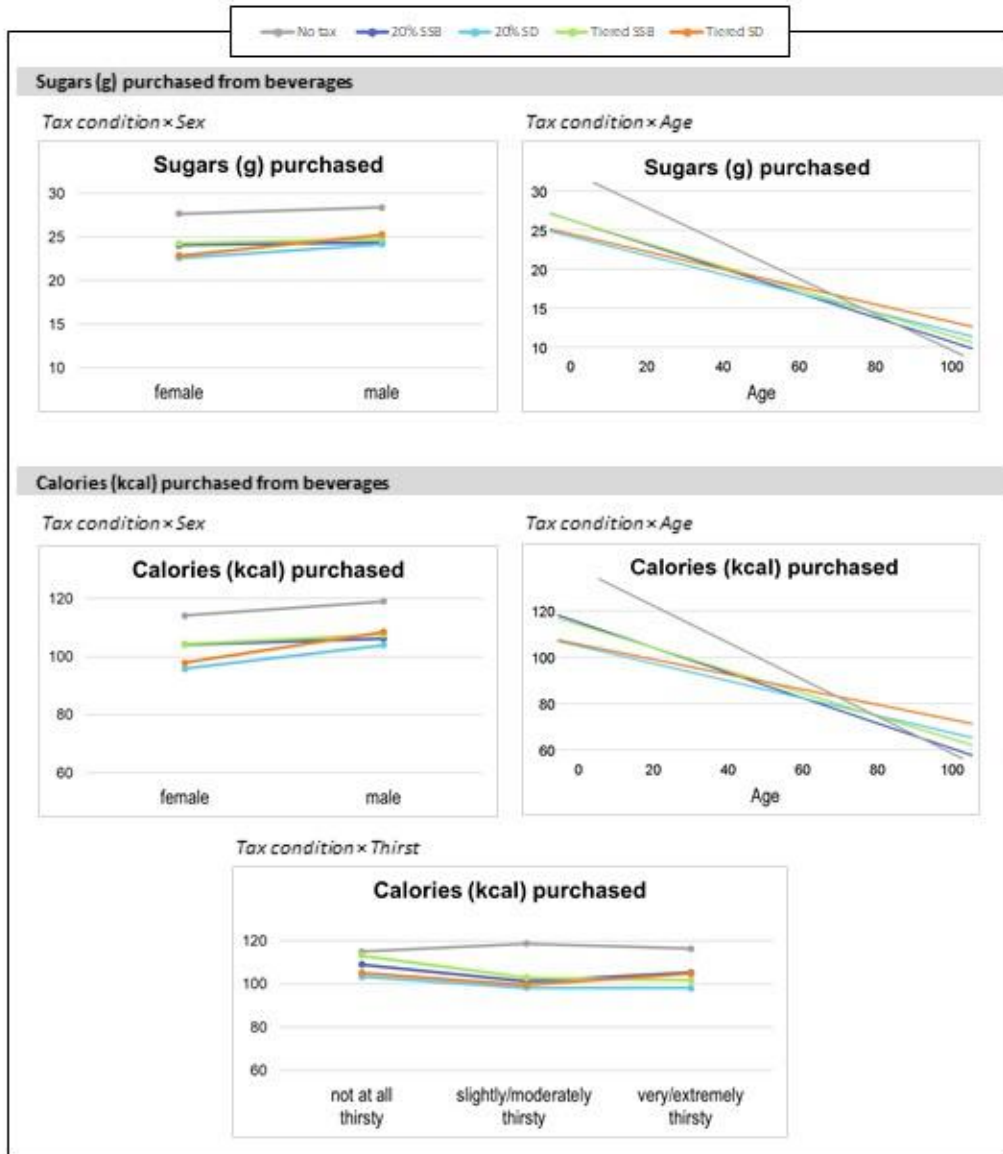 No tax 20% SSB 20% SD Tiered SSB Tiered SD
Sugars (g) purchased from beverages
Tax condition × Sex
Tax condition × Age
Sugars (g) purchased
30
25
20
15
10
female male
Sugars (g) purchased
30
25
20
15
10
0 20 40 60 80 100
Age
Calories (kcal) purchased from beverages
Tax condition × Sex
Tax condition × Age
Calories (kcal) purchased
120
100
80
60
female male
Calories (kcal) purchased
120
100
80
60
0 20 40 60 80 100
Age
Tax condition × Thirst
Calories (kcal) purchased
120
100
80
60
not at all slightly/moderately very/extremely
thirsty thirsty thirsty